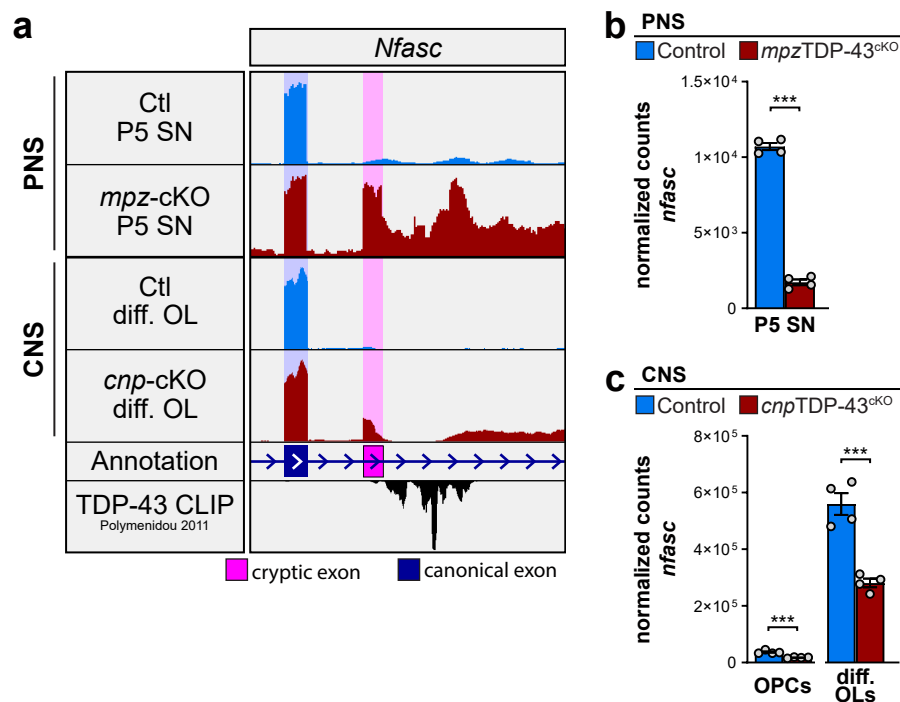 a
Nfasc
PNS
Ctl
P5 SN
mpz-cKO
P5 SN
CNS
Ctl
diff. OL
cnp-cKO
diff. OL
Annotation
TDP-43 CLIP
Polymenidou 2011
cryptic exon
canonical exon
b PNS
Control mpzTDP-43cKO
normalized counts
nfasc
1.5×10⁴
1×10⁴
5×10³
0
***
P5 SN
c CNS
Control cnpTDP-43cKO
normalized counts
nfasc
8×10⁵
6×10⁵
4×10⁵
2×10⁵
0
***
***
OPCs
diff.
OLs